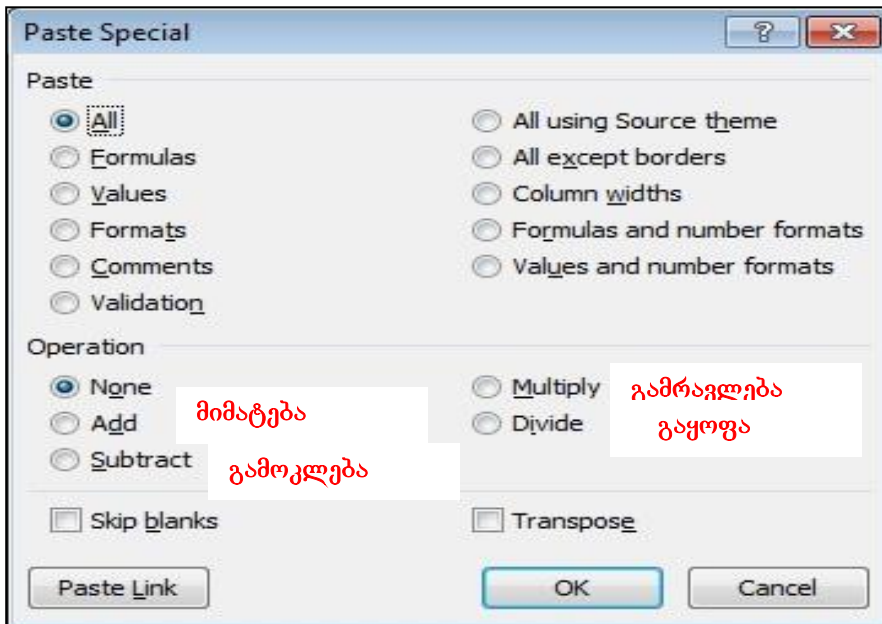 Paste Special
Paste
All
All using Source theme
Formulas
All except borders
Values
Column widths
Formats
Formulas and number formats
Comments
Values and number formats
Validation
Operation
None
Multiply გამრავლება
Add მიმატება
Divide გაყოფა
Subtract გამოკლება
Skip blanks
Transpose
Paste Link
OK
Cancel